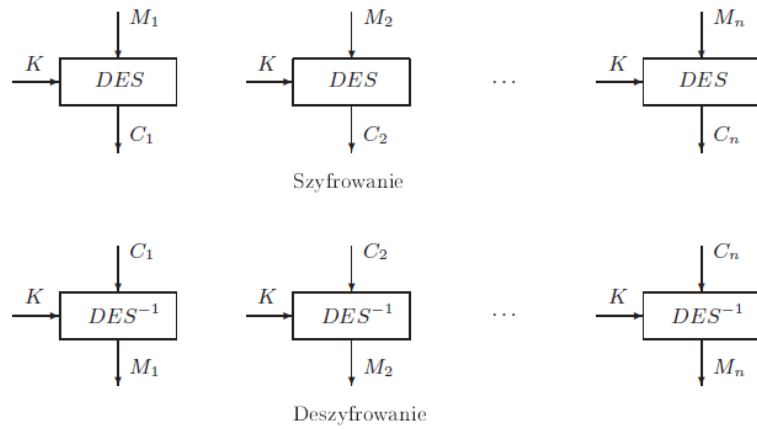 M₁ M₂ Mₙ
K DES K DES ... K DES
C₁ C₂ Cₙ
Szyfrowanie
C₁ C₂ Cₙ
K DES⁻¹ K DES⁻¹ ... K DES⁻¹
M₁ M₂ Mₙ
Deszyfrowanie